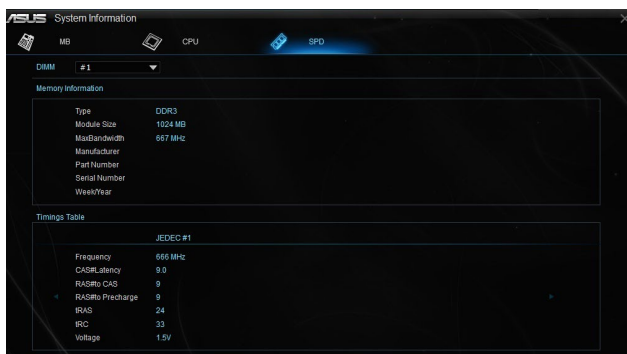 ASUS System Information
MB CPU SPD
DIMM #1
Memory Information
Type DDR3
Module Size 1024 MB
MaxBandwidth 667 MHz
Manufacturer
Part Number
Serial Number
Week/Year
Timings Table
JEDEC #1
Frequency 666 MHz
CAS#Latency 9.0
RAS#to CAS 9
RAS#to Precharge 9
tRAS 24
tRC 33
Voltage 1.5V